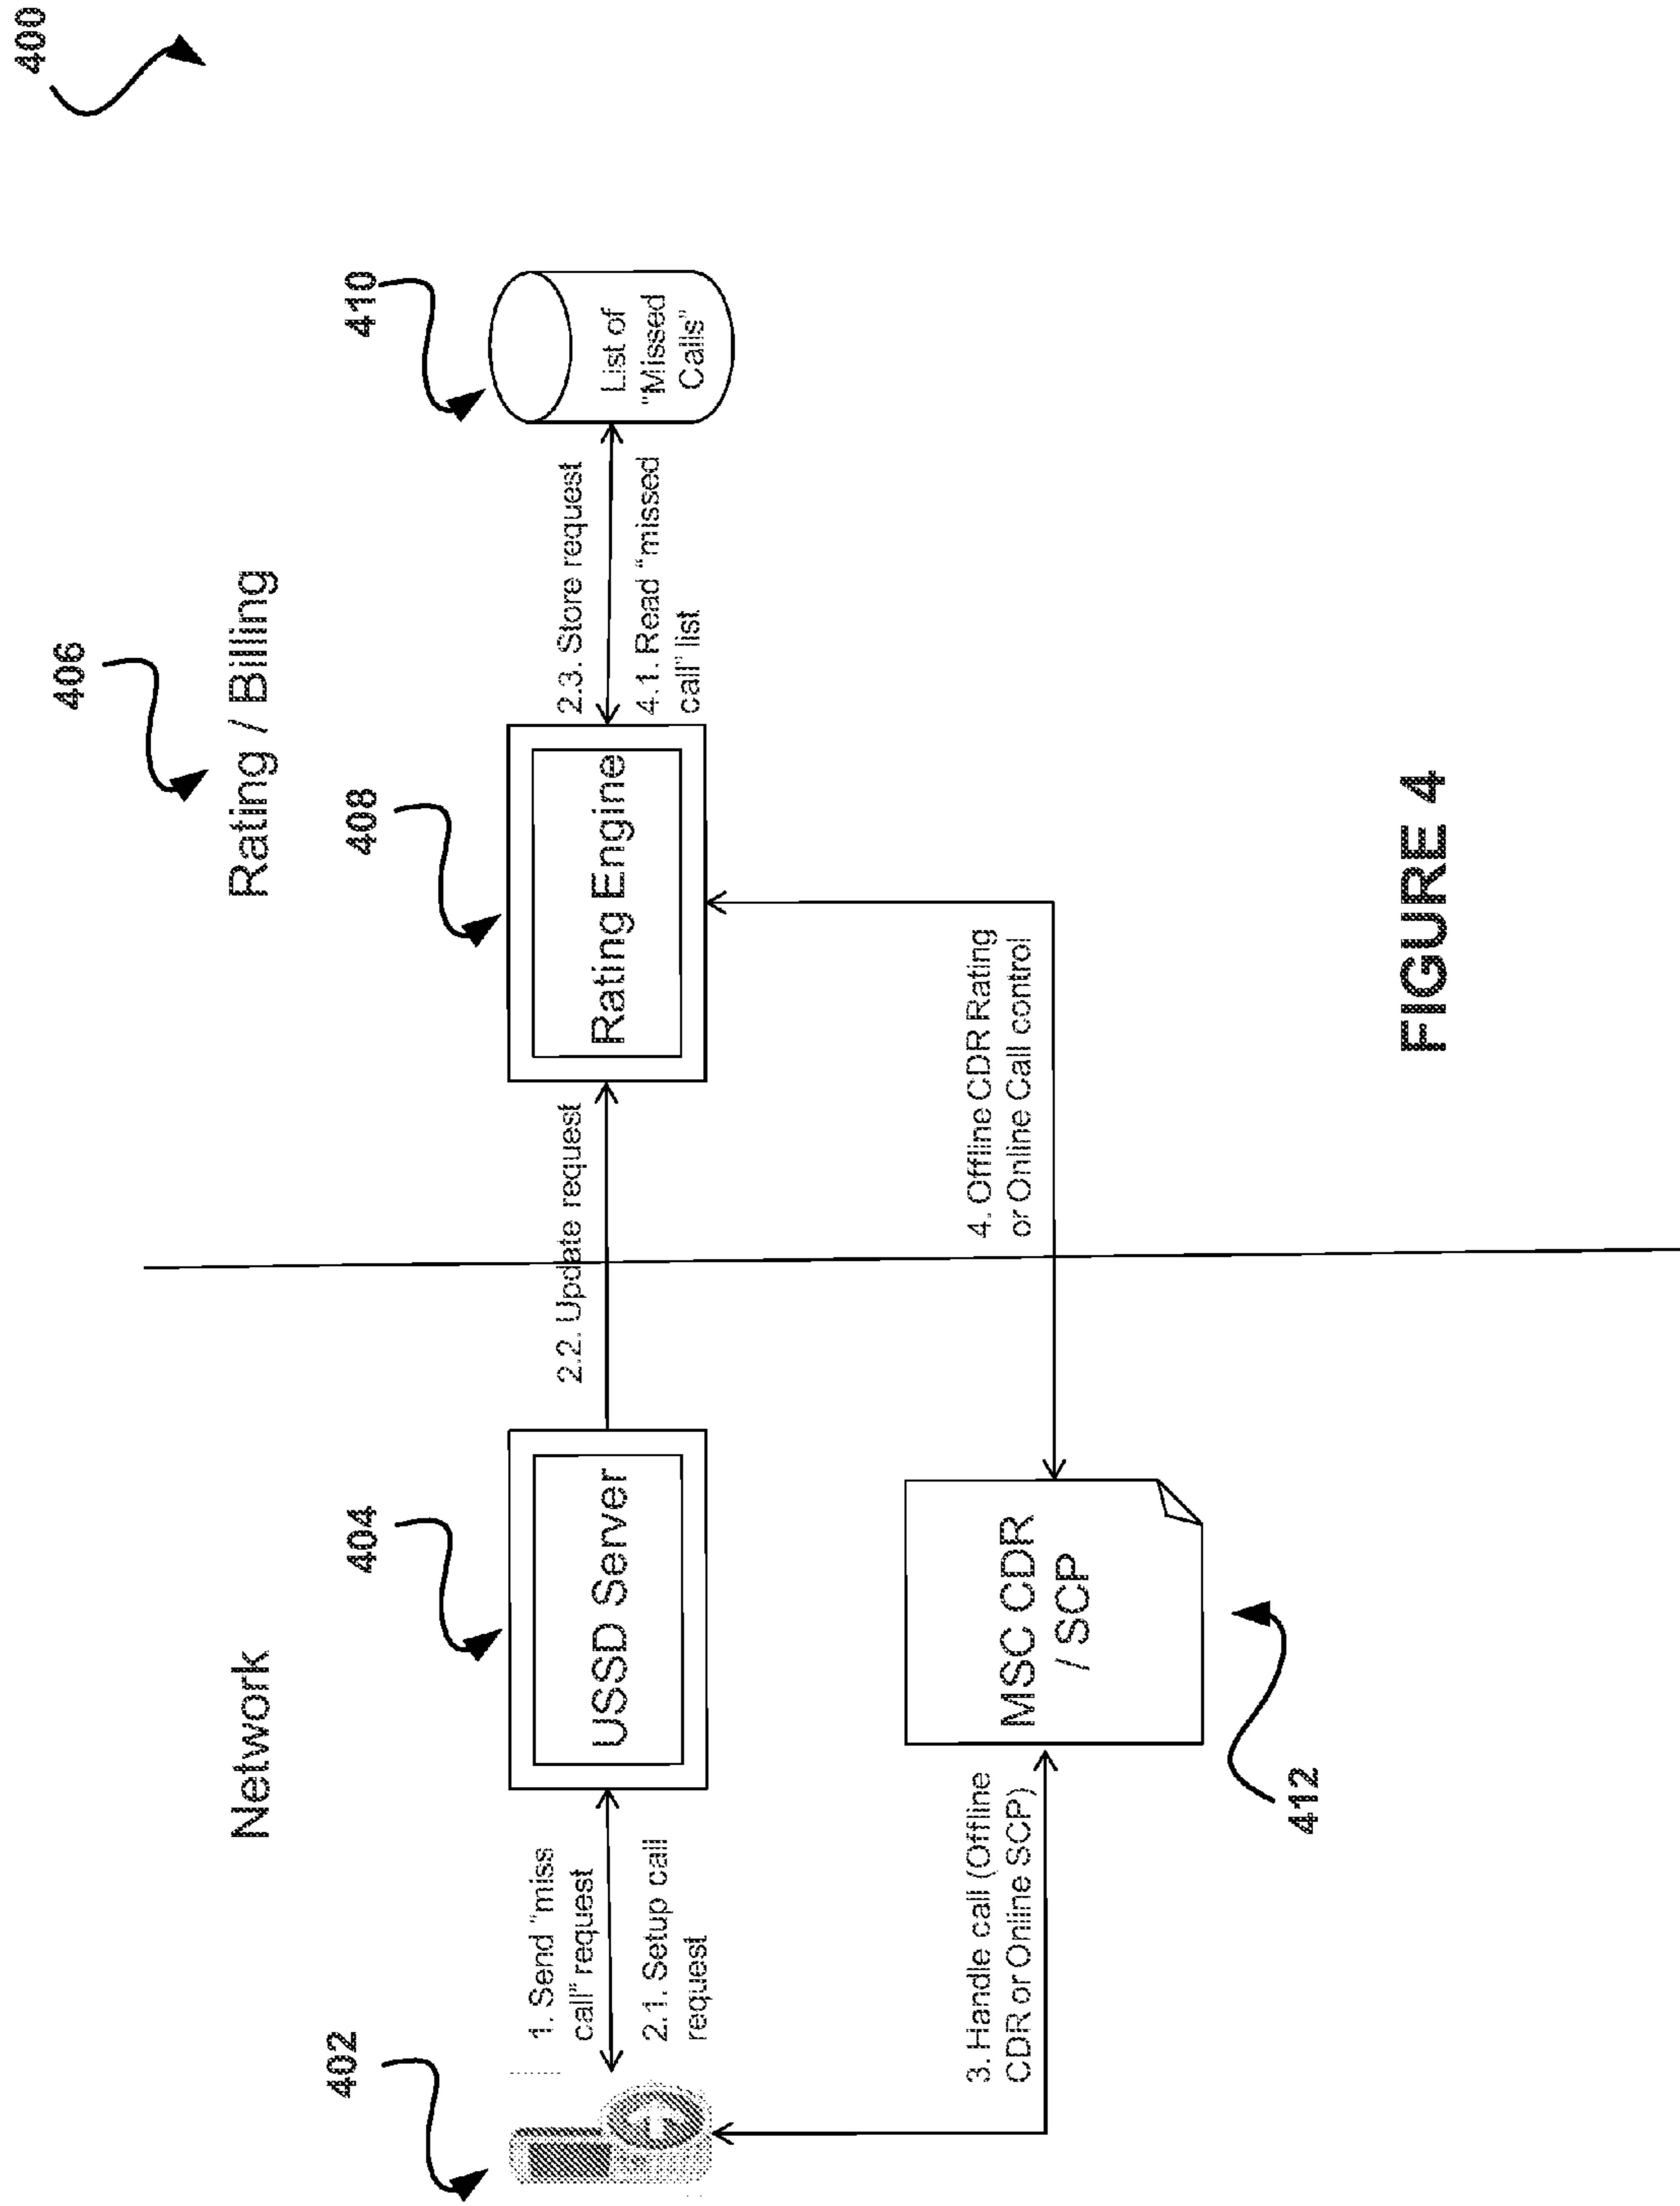 400
406
Network
Rating / Billing
402
404
408
410
1. Send "miss
call" request
2.1. Setup call
request
USSD Server
2.2. Update request
Rating Engine
2.3. Store request
4.1. Read "missed
call" list
List of
"Missed
Calls"
3. Handle call (Offline
CDR or Online SCP)
MSC CDR
/ SCP
4. Offline CDR Rating
or Online Call control
412
FIGURE 4